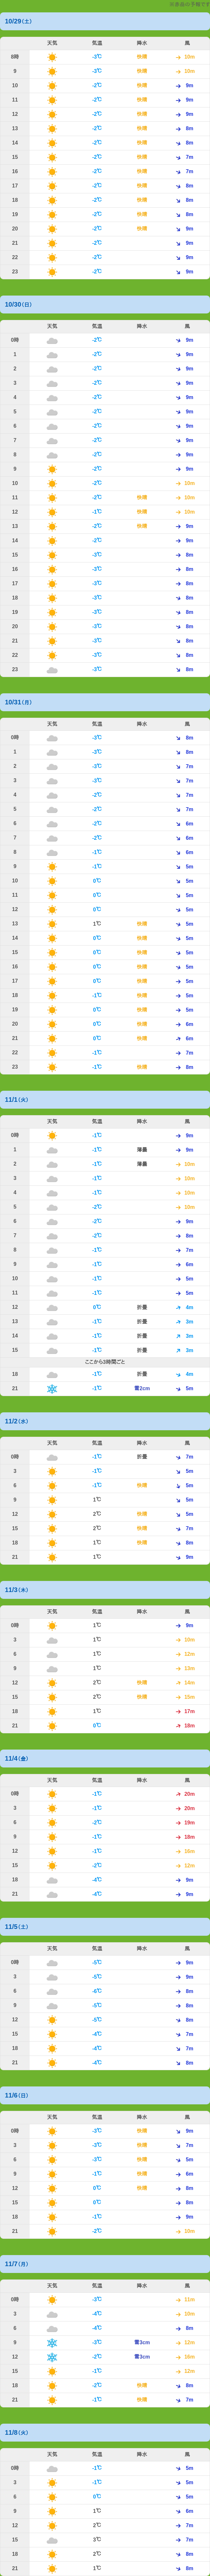 ※直前の予報です
10/29(土)
天気 気温 降水 風
8時 -3℃ 快晴 10m
9 -3℃ 快晴 10m
10 -2℃ 快晴 9m
11 -2℃ 快晴 9m
12 -2℃ 快晴 9m
13 -2℃ 快晴 8m
14 -2℃ 快晴 8m
15 -2℃ 快晴 7m
16 -2℃ 快晴 7m
17 -2℃ 快晴 8m
18 -2℃ 快晴 8m
19 -2℃ 快晴 8m
20 -2℃ 快晴 9m
21 -2℃ 9m
22 -2℃ 9m
23 -2℃ 9m
10/30(日)
天気 気温 降水 風
0時 -2℃ 9m
1 -2℃ 9m
2 -2℃ 9m
3 -2℃ 9m
4 -2℃ 9m
5 -2℃ 9m
6 -2℃ 9m
7 -2℃ 9m
8 -2℃ 9m
9 -2℃ 9m
10 -2℃ 10m
11 -2℃ 快晴 10m
12 -1℃ 快晴 10m
13 -2℃ 快晴 9m
14 -2℃ 9m
15 -3℃ 8m
16 -3℃ 8m
17 -3℃ 8m
18 -3℃ 8m
19 -3℃ 8m
20 -3℃ 8m
21 -3℃ 8m
22 -3℃ 8m
23 -3℃ 8m
10/31(月)
天気 気温 降水 風
0時 -3℃ 8m
1 -3℃ 8m
2 -3℃ 7m
3 -3℃ 7m
4 -2℃ 7m
5 -2℃ 7m
6 -2℃ 6m
7 -2℃ 6m
8 -1℃ 6m
9 -1℃ 5m
10 0℃ 5m
11 0℃ 5m
12 0℃ 5m
13 1℃ 快晴 5m
14 0℃ 快晴 5m
15 0℃ 快晴 5m
16 0℃ 快晴 5m
17 0℃ 快晴 5m
18 -1℃ 快晴 5m
19 0℃ 快晴 5m
20 0℃ 快晴 6m
21 0℃ 快晴 6m
22 -1℃ 7m
23 -1℃ 快晴 8m
11/1(火)
天気 気温 降水 風
0時 -1℃ 9m
1 -1℃ 薄曇 9m
2 -1℃ 薄曇 10m
3 -1℃ 10m
4 -1℃ 10m
5 -2℃ 10m
6 -2℃ 9m
7 -2℃ 8m
8 -1℃ 7m
9 -1℃ 6m
10 -1℃ 5m
11 -1℃ 5m
12 0℃ 折曇 4m
13 -1℃ 折曇 3m
14 -1℃ 折曇 3m
15 -1℃ 折曇 3m
ここから3時間ごと
18 -1℃ 折曇 4m
21 -1℃ 雪2cm 5m
11/2(水)
天気 気温 降水 風
0時 -1℃ 折曇 7m
3 -1℃ 5m
6 -1℃ 快晴 5m
9 1℃ 5m
12 2℃ 快晴 5m
15 2℃ 快晴 7m
18 1℃ 快晴 8m
21 1℃ 9m
11/3(木)
天気 気温 降水 風
0時 1℃ 9m
3 1℃ 10m
6 1℃ 12m
9 1℃ 13m
12 2℃ 快晴 14m
15 2℃ 快晴 15m
18 1℃ 17m
21 0℃ 18m
11/4(金)
天気 気温 降水 風
0時 -1℃ 20m
3 -1℃ 20m
6 -2℃ 19m
9 -1℃ 18m
12 -1℃ 16m
15 -2℃ 12m
18 -4℃ 9m
21 -4℃ 9m
11/5(土)
天気 気温 降水 風
0時 -5℃ 9m
3 -5℃ 9m
6 -6℃ 8m
9 -5℃ 8m
12 -5℃ 8m
15 -4℃ 7m
18 -4℃ 7m
21 -4℃ 8m
11/6(日)
天気 気温 降水 風
0時 -3℃ 快晴 9m
3 -3℃ 快晴 7m
6 -3℃ 快晴 5m
9 -1℃ 快晴 6m
12 0℃ 快晴 8m
15 0℃ 8m
18 -1℃ 9m
21 -2℃ 10m
11/7(月)
天気 気温 降水 風
0時 -3℃ 11m
3 -4℃ 10m
6 -4℃ 8m
9 -3℃ 雪3cm 12m
12 -2℃ 雪3cm 16m
15 -1℃ 12m
18 -2℃ 快晴 8m
21 -1℃ 快晴 7m
11/8(火)
天気 気温 降水 風
0時 -1℃ 5m
3 -1℃ 5m
6 0℃ 5m
9 1℃ 6m
12 2℃ 7m
15 3℃ 7m
18 2℃ 8m
21 1℃ 8m